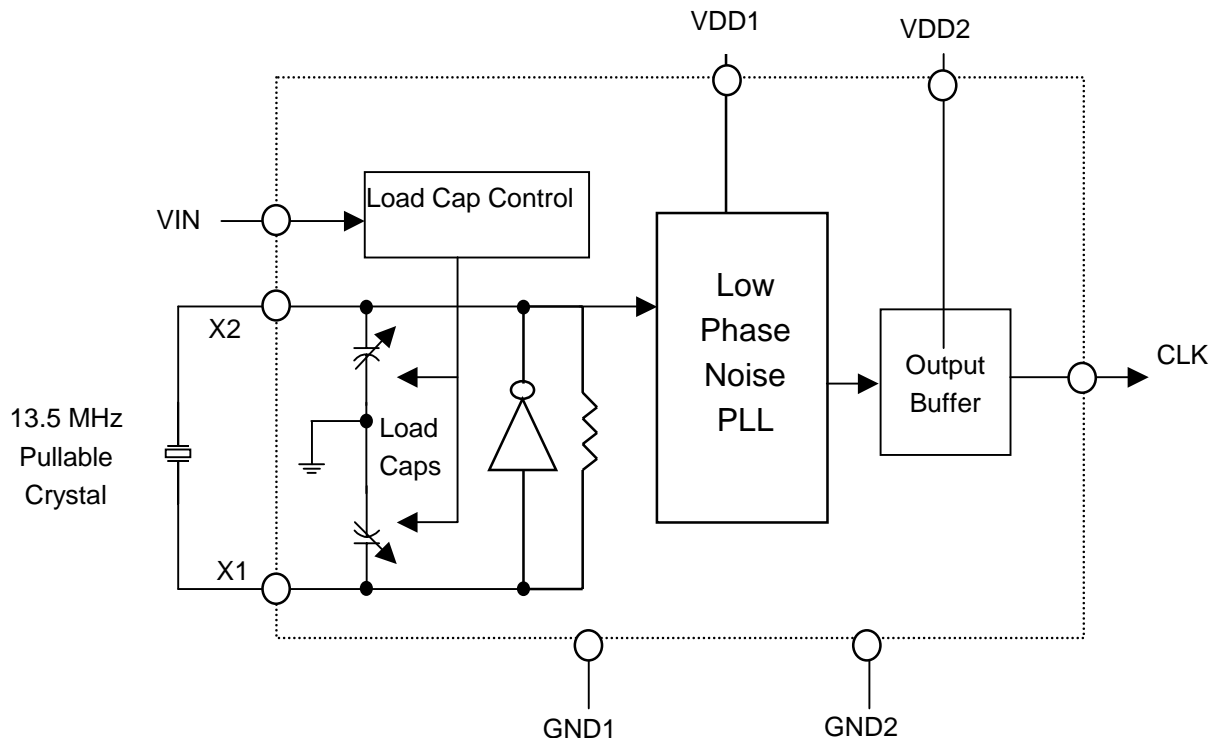 VDD1
VDD2
Load Cap Control
VIN
X2
Low
Phase
Noise
PLL
Output
Buffer
CLK
13.5 MHz
Pullable
Crystal
Load
Caps
X1
GND1
GND2